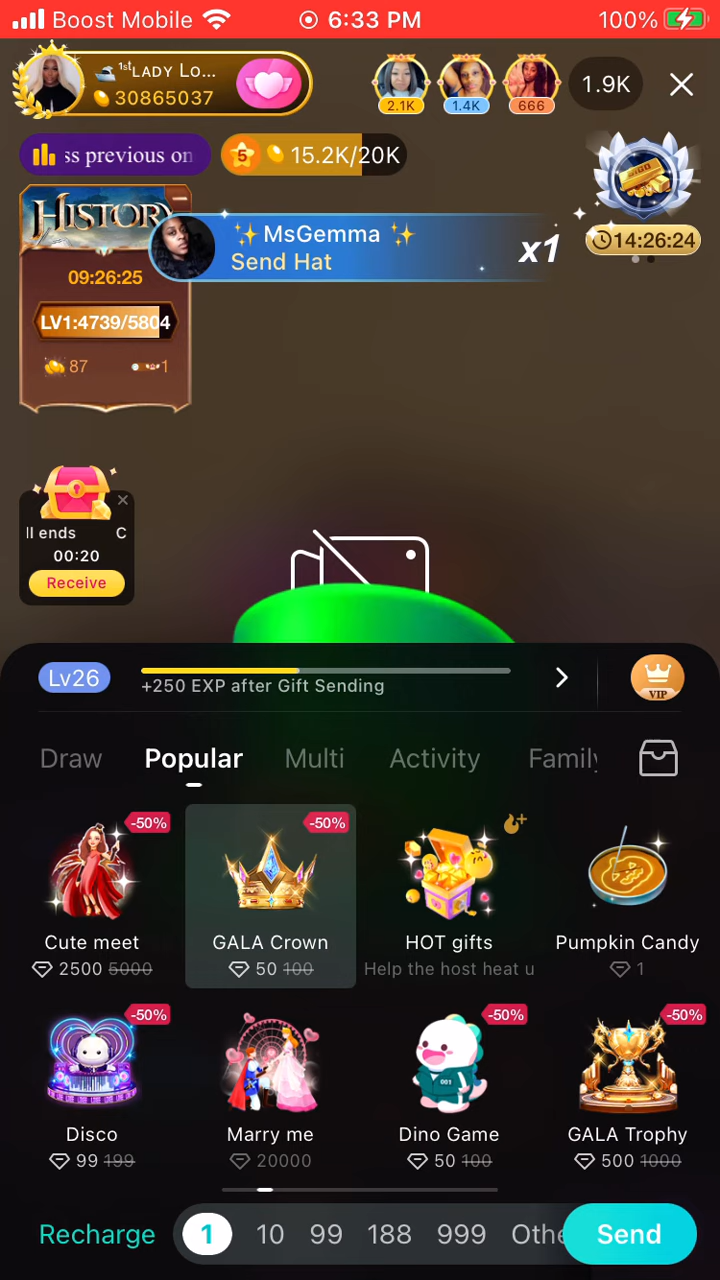 Boost Mobile
6:33 PM
100%
1stLADY Lo...
30865037
2.1K
1.4K
666
1.9K
ss previous on
5
15.2K/20K
HISTORY
09:26:25
LV1:4739/5804
87
1
✨MsGemma ✨
Send Hat
x1
14:26:24
ll ends C
00:20
Receive
Lv26
+250 EXP after Gift Sending
VIP
Draw Popular Multi Activity Family
-50%
-50%
Cute meet
2500 5000
GALA Crown
50 100
HOT gifts
Help the host heat u
Pumpkin Candy
1
-50%
-50%
-50%
001
Disco
99 199
Marry me
20000
Dino Game
50 100
GALA Trophy
500 1000
Recharge
1 10 99 188 999 Othe
Send